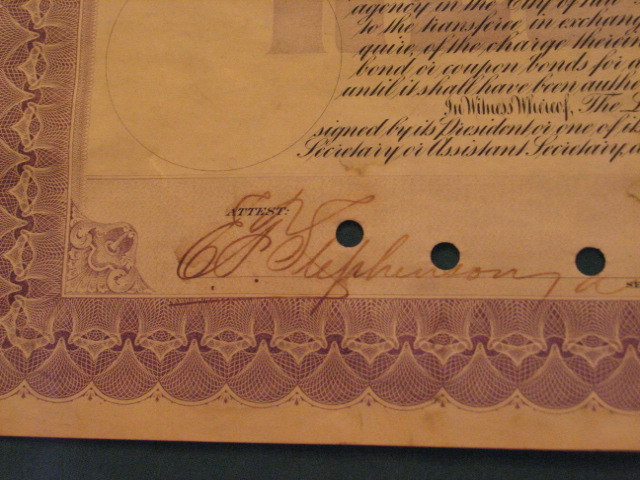 agency in the City of
to the transferee in exchang
quire, of the charge therein
bond or coupon bonds for a
until it shall have been autho
In Witness Whereof, The
signed by its President or one of it
Secretary or Assistant Secretary, a
ATTEST:
Stephenson